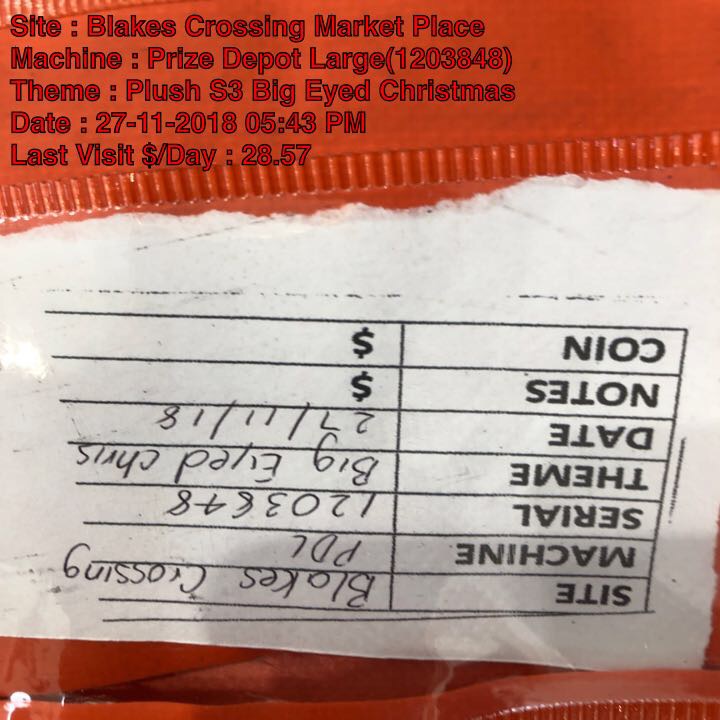 Site : Blakes Crossing Market Place
Machine : Prize Depot Large(1203848)
Theme : Plush S3 Big Eyed Christmas
Date : 27-11-2018 05:43 PM
Last Visit $/Day : 28.57
SITE Blakes Crossing
MACHINE PDL
SERIAL 1203848
THEME Big Eyed chris
DATE 27/11/18
NOTES $
COIN $